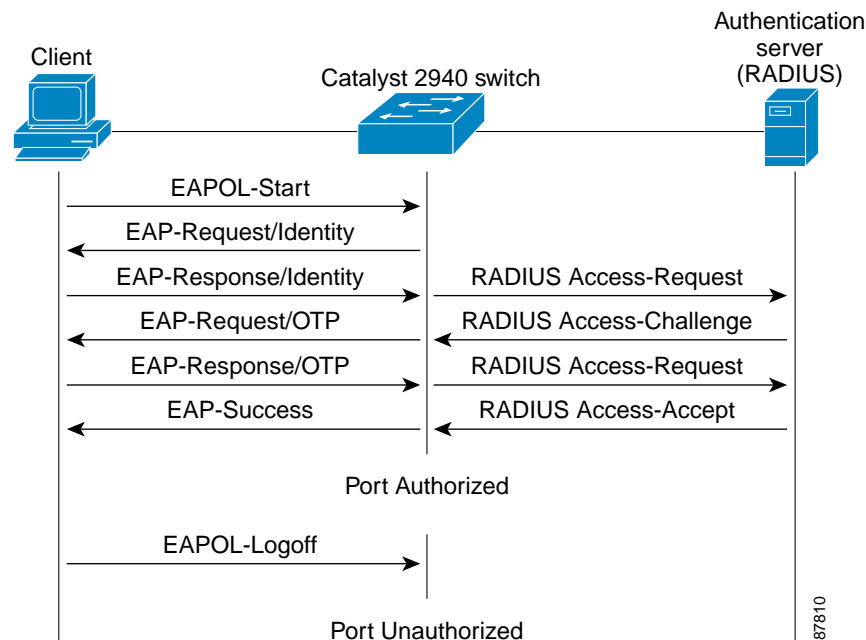 Client
Catalyst 2940 switch
Authentication
server
(RADIUS)
EAPOL-Start
EAP-Request/Identity
EAP-Response/Identity
RADIUS Access-Request
EAP-Request/OTP
RADIUS Access-Challenge
EAP-Response/OTP
RADIUS Access-Request
EAP-Success
RADIUS Access-Accept
Port Authorized
EAPOL-Logoff
Port Unauthorized
87810